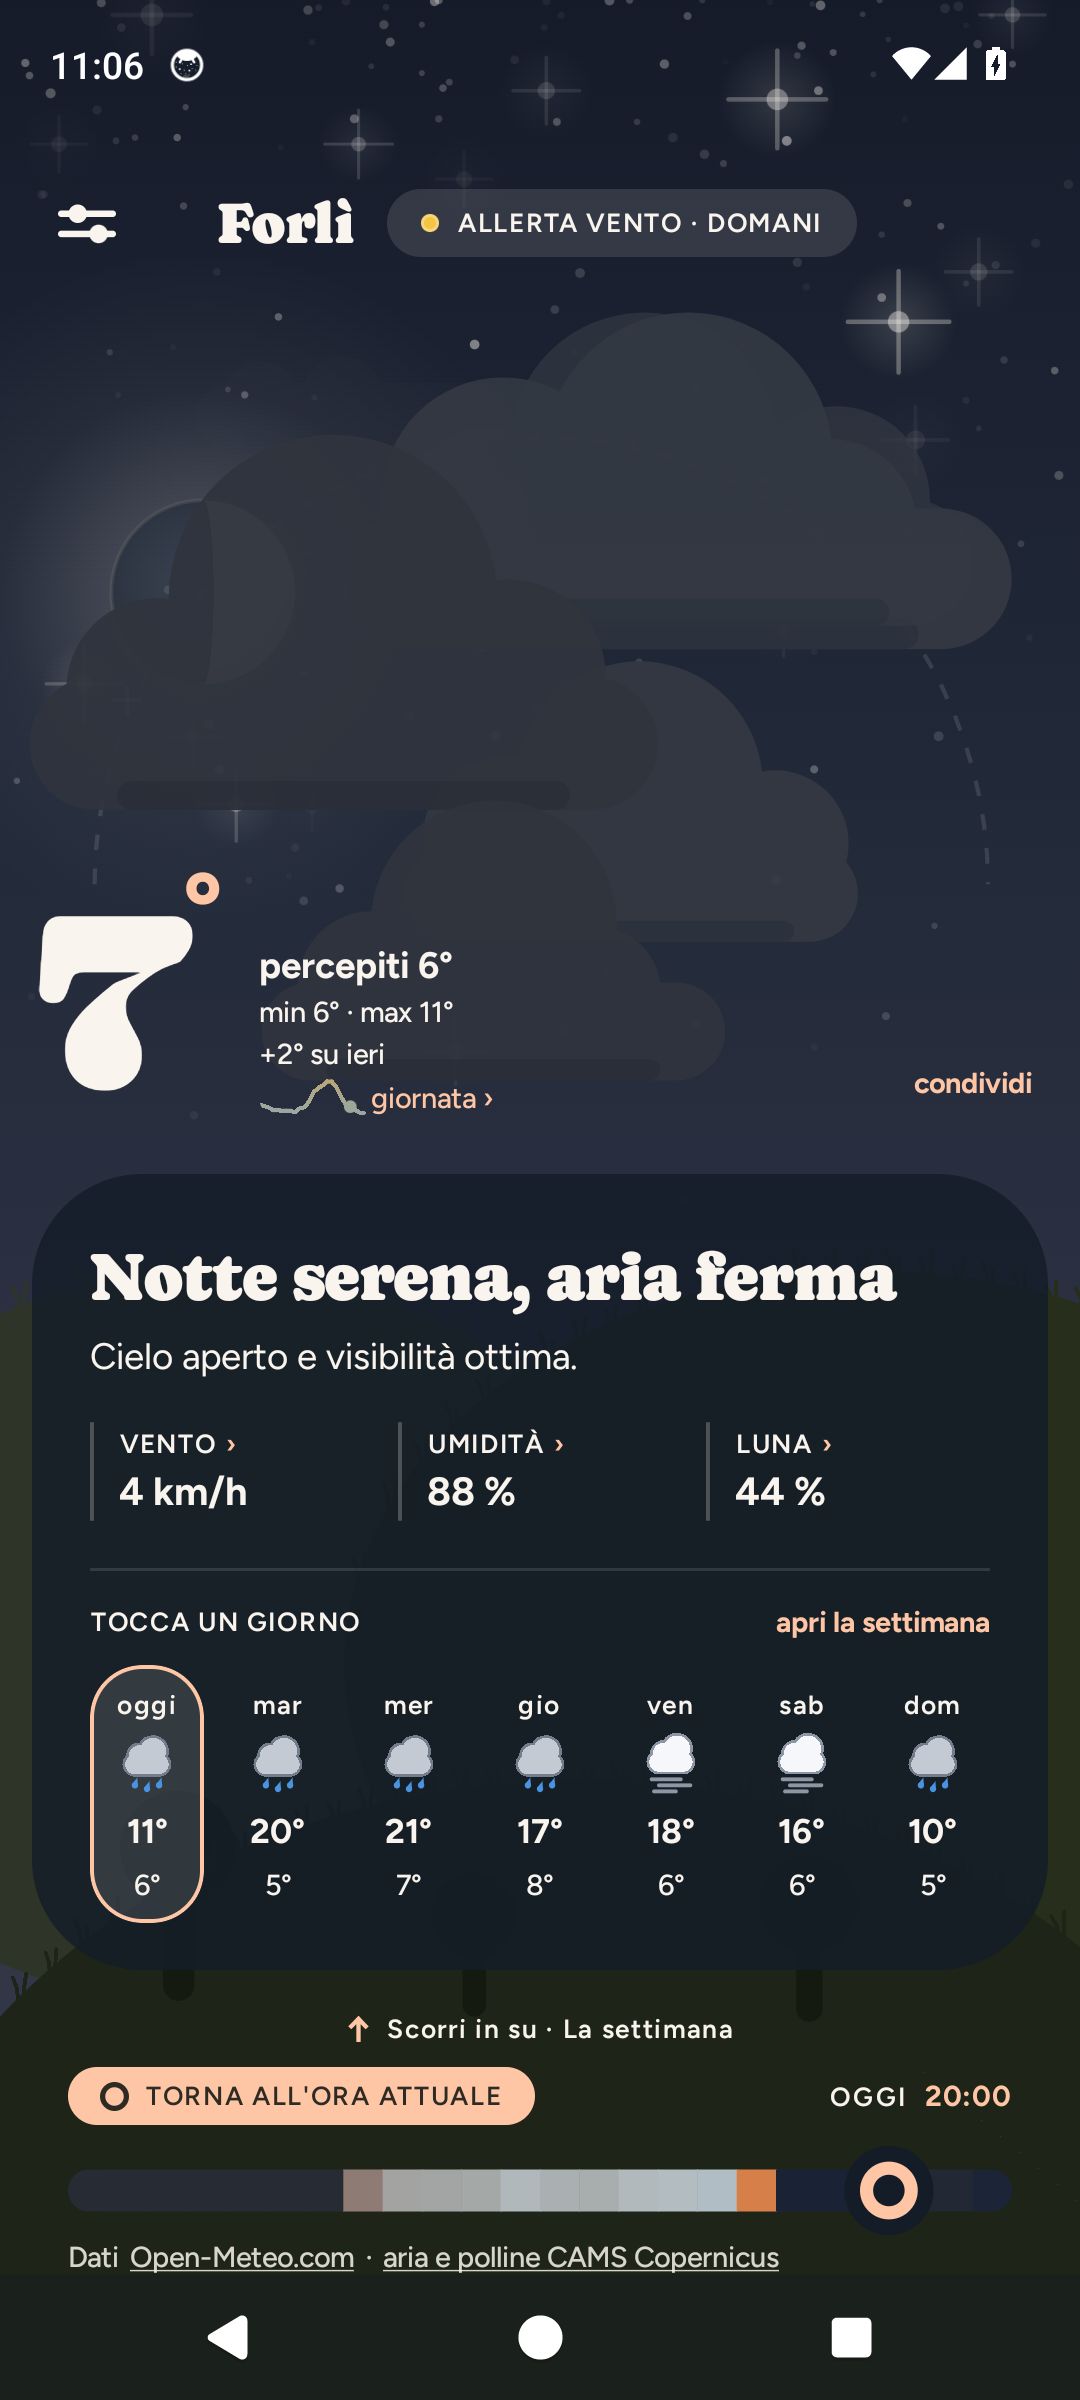 11:06
Forlì
ALLERTA VENTO · DOMANI
7°
percepiti 6°
min 6° · max 11°
+2° su ieri
giornata ›
condividi
Notte serena, aria ferma
Cielo aperto e visibilità ottima.
VENTO › UMIDITÀ › LUNA ›
4 km/h 88 % 44 %
TOCCA UN GIORNO apri la settimana
oggi mar mer gio ven sab dom
11° 20° 21° 17° 18° 16° 10°
6° 5° 7° 8° 6° 6° 5°
↑ Scorri in su · La settimana
TORNA ALL'ORA ATTUALE OGGI 20:00
Dati Open-Meteo.com · aria e polline CAMS Copernicus